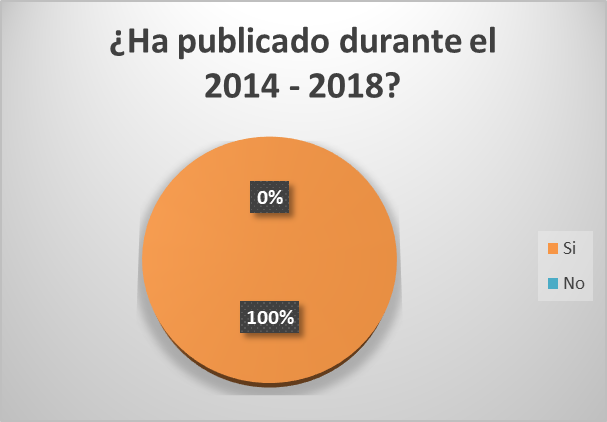 ¿Ha publicado durante el
2014 - 2018?
0%
Si
No
100%